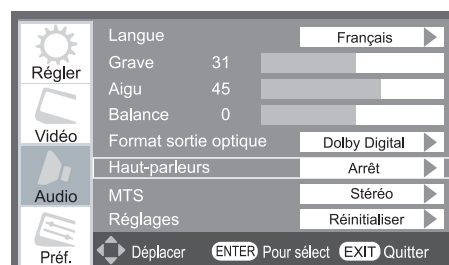 Régler
Vidéo
Audio
Préf.
Langue Français
Grave 31
Aigu 45
Balance 0
Format sortie optique Dolby Digital
Haut-parleurs Arrêt
MTS Stéréo
Réglages Réinitialiser
Déplacer ENTER Pour sélect EXIT Quitter